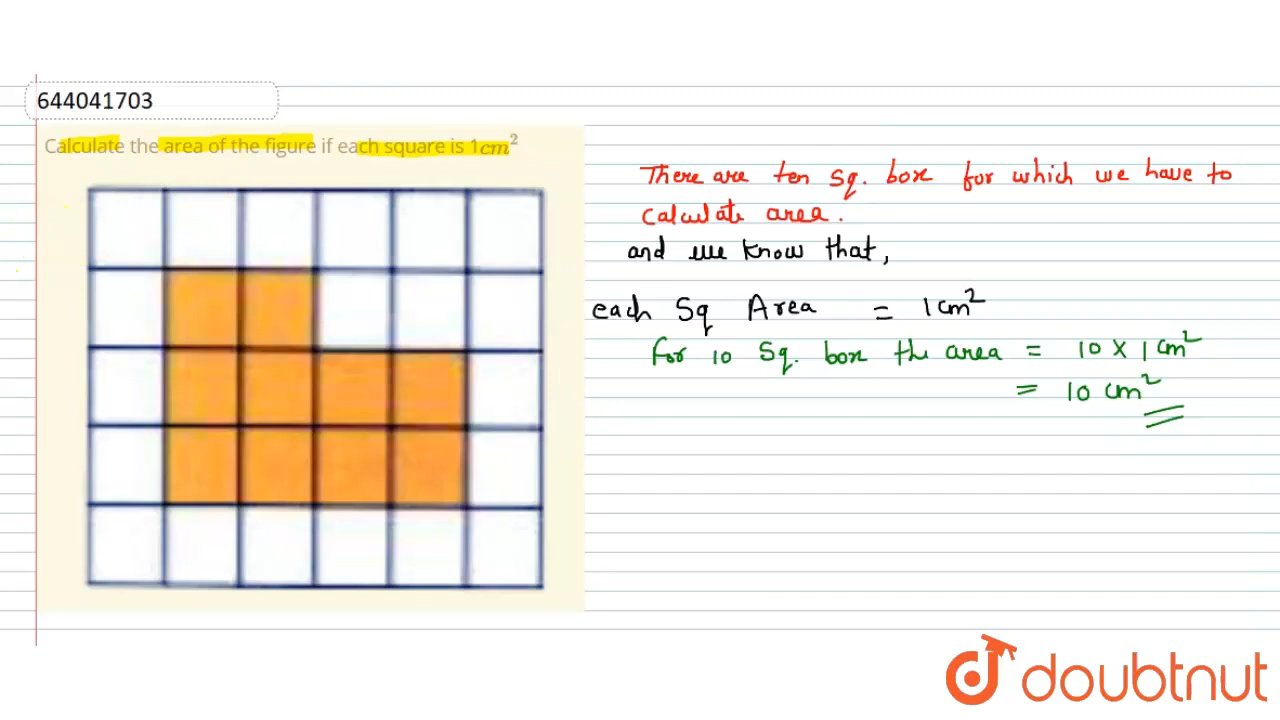 644041703
Calculate the area of the figure if each square is 1cm²
There are ten sq. box for which we have to
calculate area.
and we know that,
each Sq Area = 1cm²
For 10 Sq. box the area = 10 X 1 cm²
= 10 cm²
doubtnut